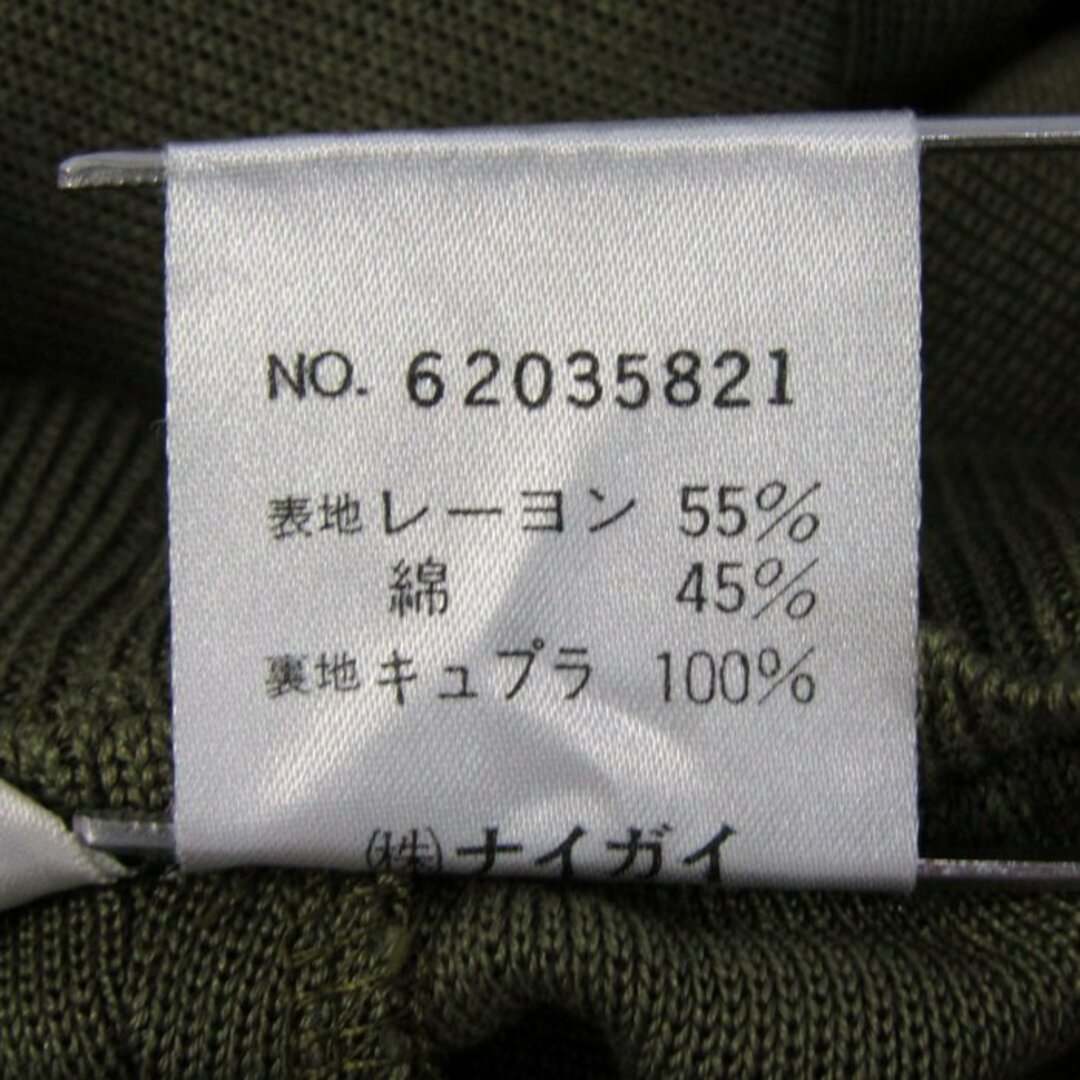 NO. 62035821
表地 レーヨン 55%
綿 45%
裏地 キュプラ 100%
(株)ナイガイ